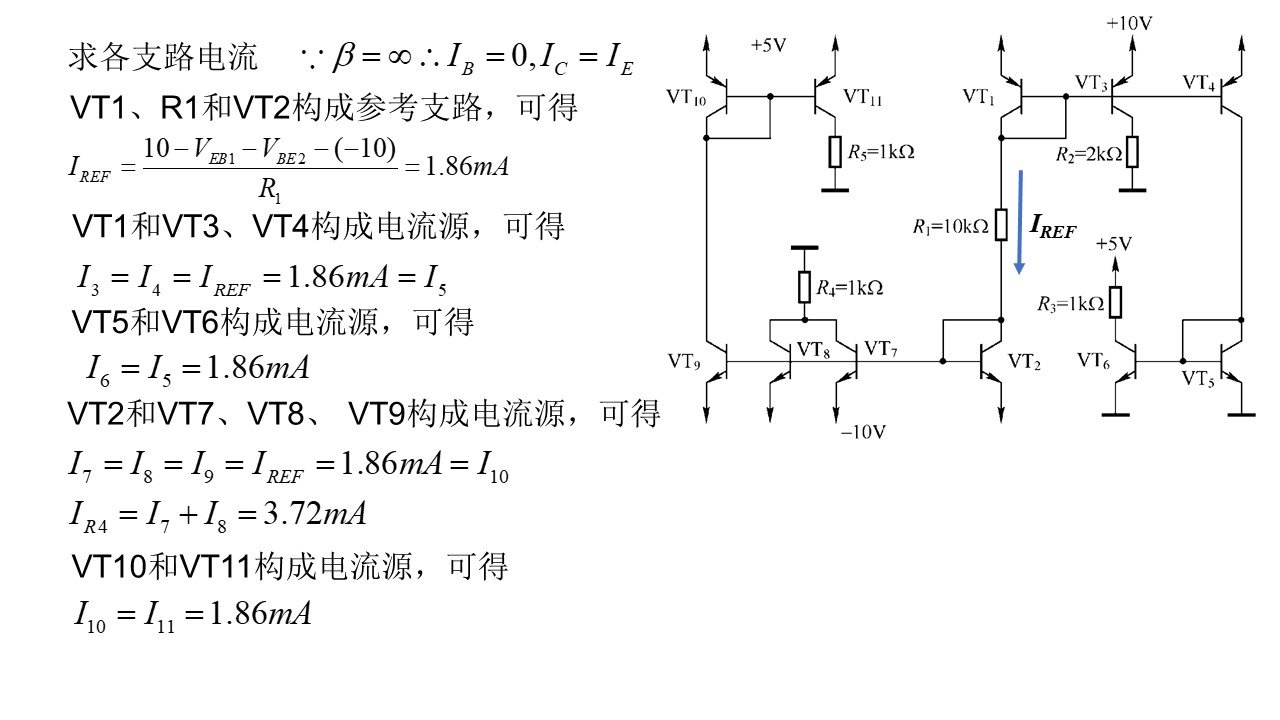 求各支路电流 ∵ β = ∞ ∴ I_B = 0, I_C = I_E
VT1、R1和VT2构成参考支路，可得
I_REF = (10 − V_EB1 − V_BE2 − (−10)) / R_1 = 1.86mA
VT1和VT3、VT4构成电流源，可得
I_3 = I_4 = I_REF = 1.86mA = I_5
VT5和VT6构成电流源，可得
I_6 = I_5 = 1.86mA
VT2和VT7、VT8、 VT9构成电流源，可得
I_7 = I_8 = I_9 = I_REF = 1.86mA = I_10
I_R4 = I_7 + I_8 = 3.72mA
VT10和VT11构成电流源，可得
I_10 = I_11 = 1.86mA
+10V
+5V
VT10
VT11
VT1
VT3
VT4
R5=1kΩ
R2=2kΩ
R1=10kΩ
I_REF
+5V
R4=1kΩ
R3=1kΩ
VT9
VT8
VT7
VT2
VT6
VT5
−10V